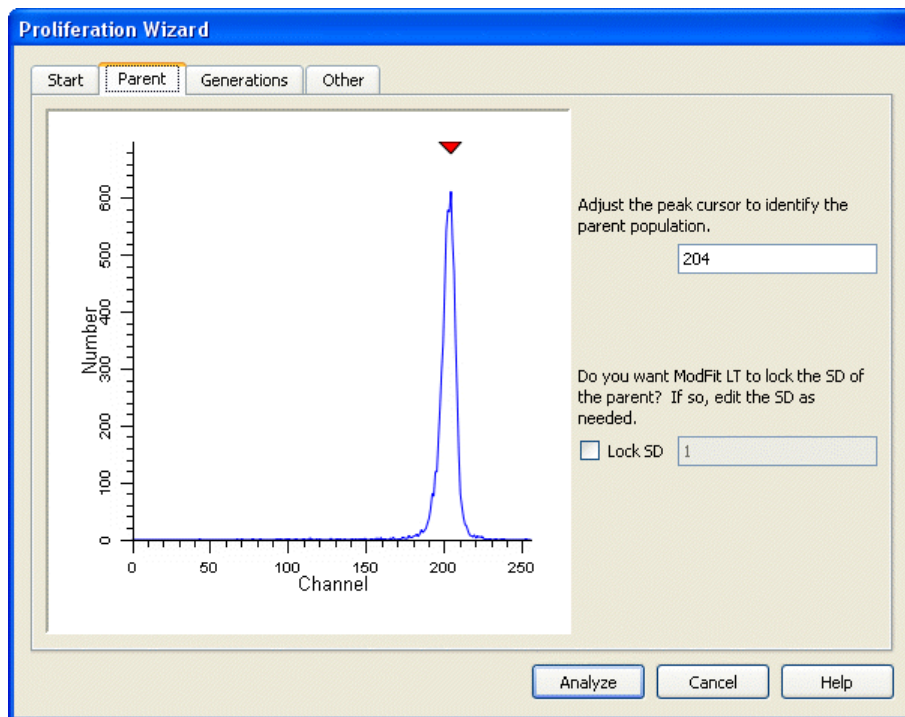 Proliferation Wizard
Start
Parent
Generations
Other
600
500
400
300
200
100
0
Number
0
50
100
150
200
250
Channel
Adjust the peak cursor to identify the
parent population.
204
Do you want ModFit LT to lock the SD of
the parent? If so, edit the SD as
needed.
Lock SD
1
Analyze
Cancel
Help